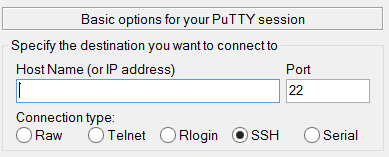 Basic options for your PuTTY session
Specify the destination you want to connect to
Host Name (or IP address) Port
22
Connection type:
Raw Telnet Rlogin SSH Serial